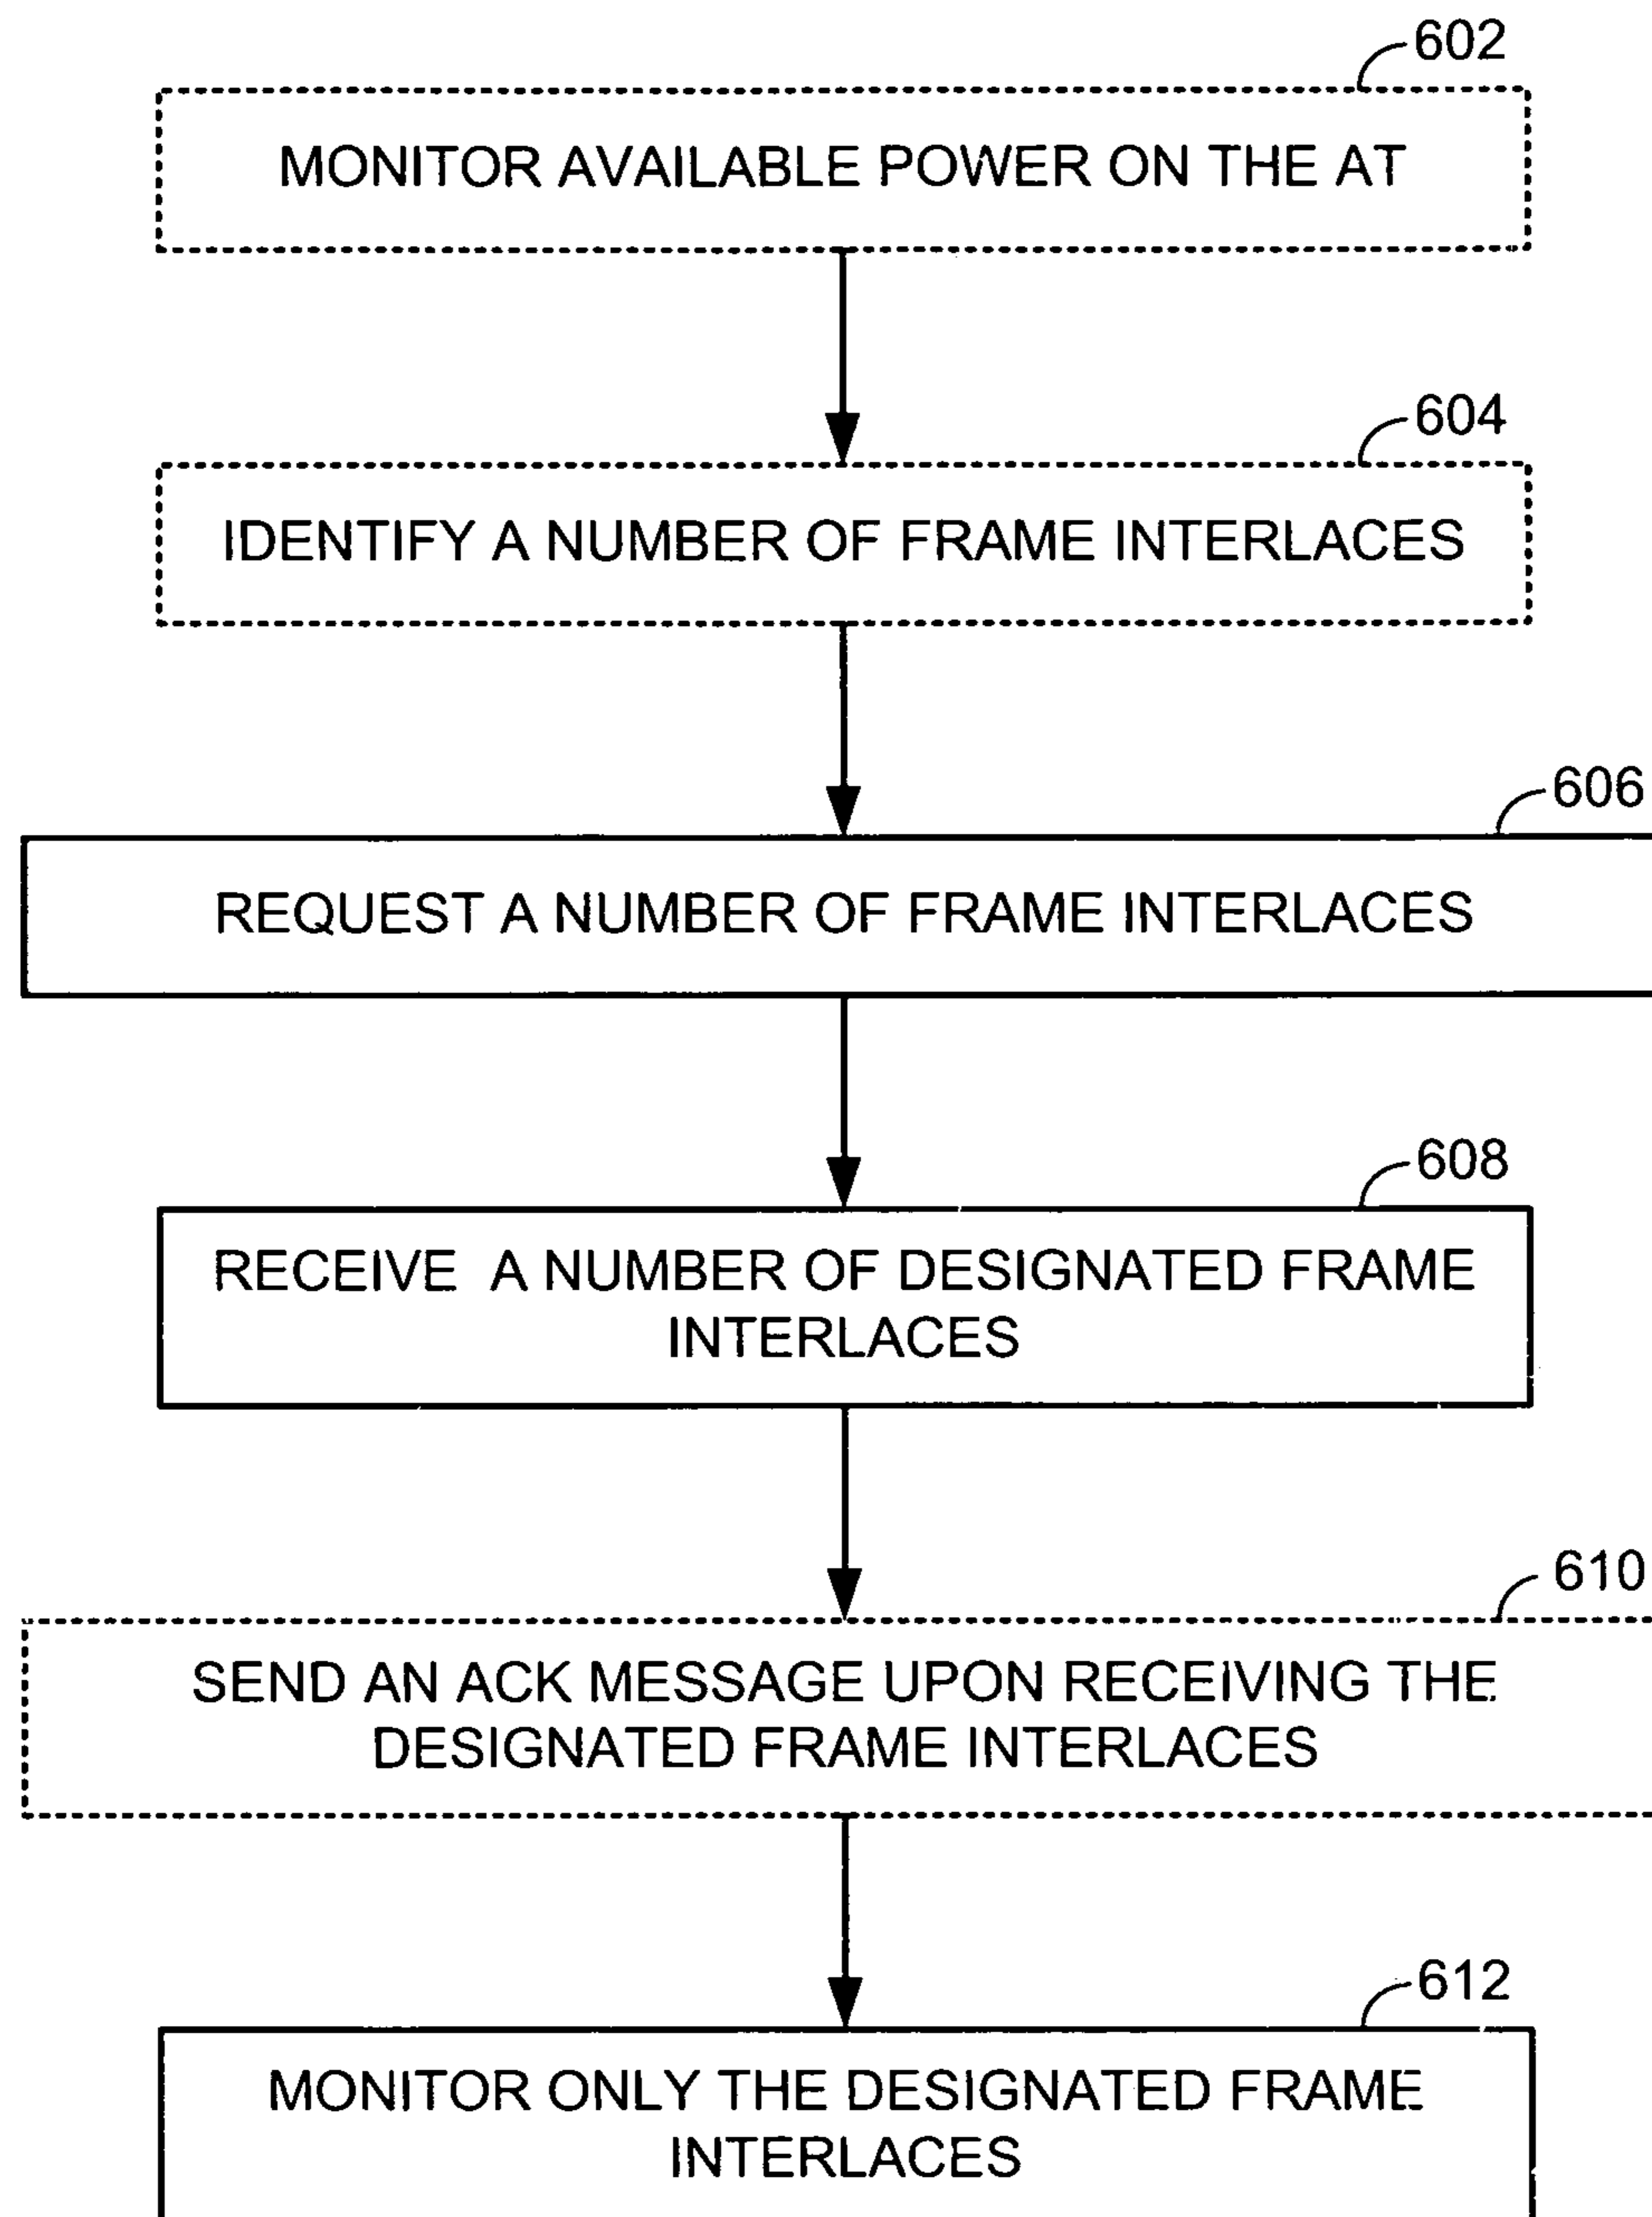 602
MONITOR AVAILABLE POWER ON THE AT
604
IDENTIFY A NUMBER OF FRAME INTERLACES
606
REQUEST A NUMBER OF FRAME INTERLACES
608
RECEIVE A NUMBER OF DESIGNATED FRAME
INTERLACES
610
SEND AN ACK MESSAGE UPON RECEIVING THE
DESIGNATED FRAME INTERLACES
612
MONITOR ONLY THE DESIGNATED FRAME
INTERLACES